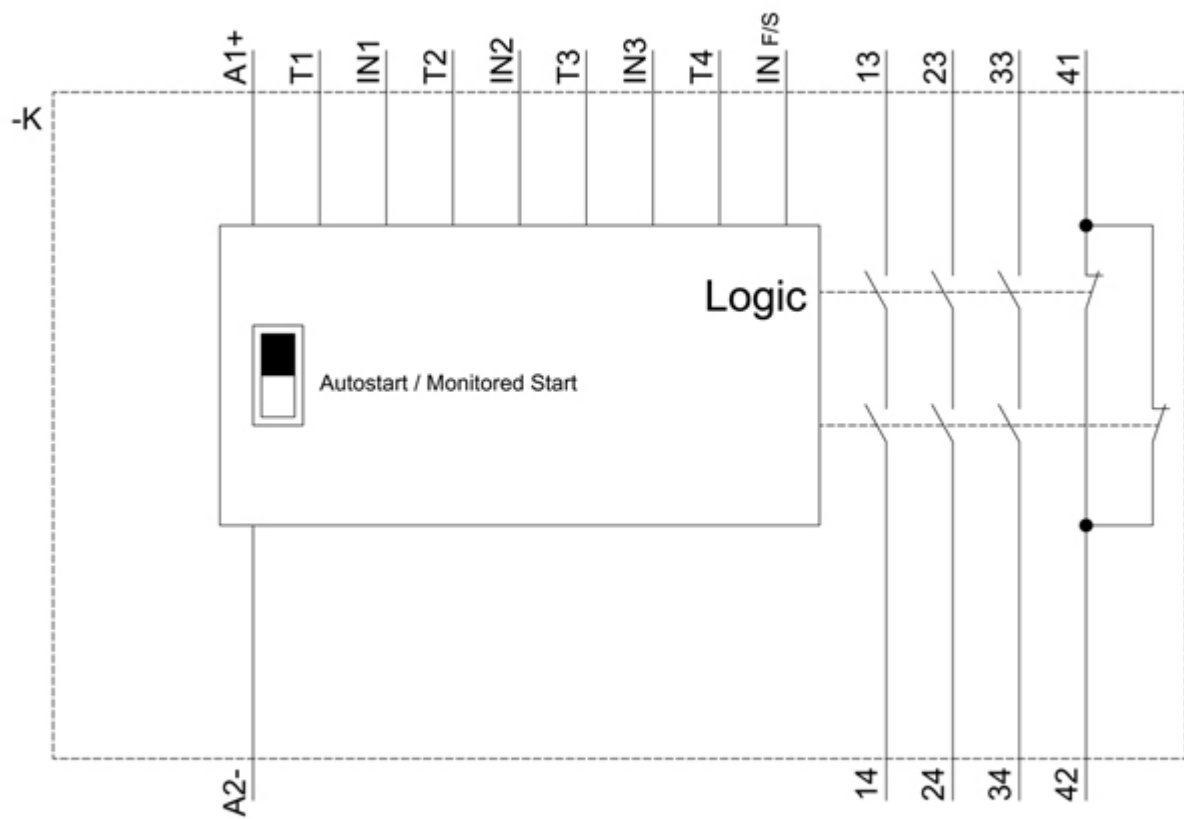 A1+
T1
IN1
T2
IN2
T3
IN3
T4
IN F/S
13
23
33
41
-K
Logic
Autostart / Monitored Start
A2-
14
24
34
42